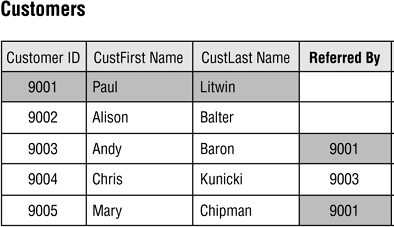 Customers
Customer ID CustFirst Name CustLast Name Referred By
9001 Paul Litwin
9002 Alison Balter
9003 Andy Baron 9001
9004 Chris Kunicki 9003
9005 Mary Chipman 9001